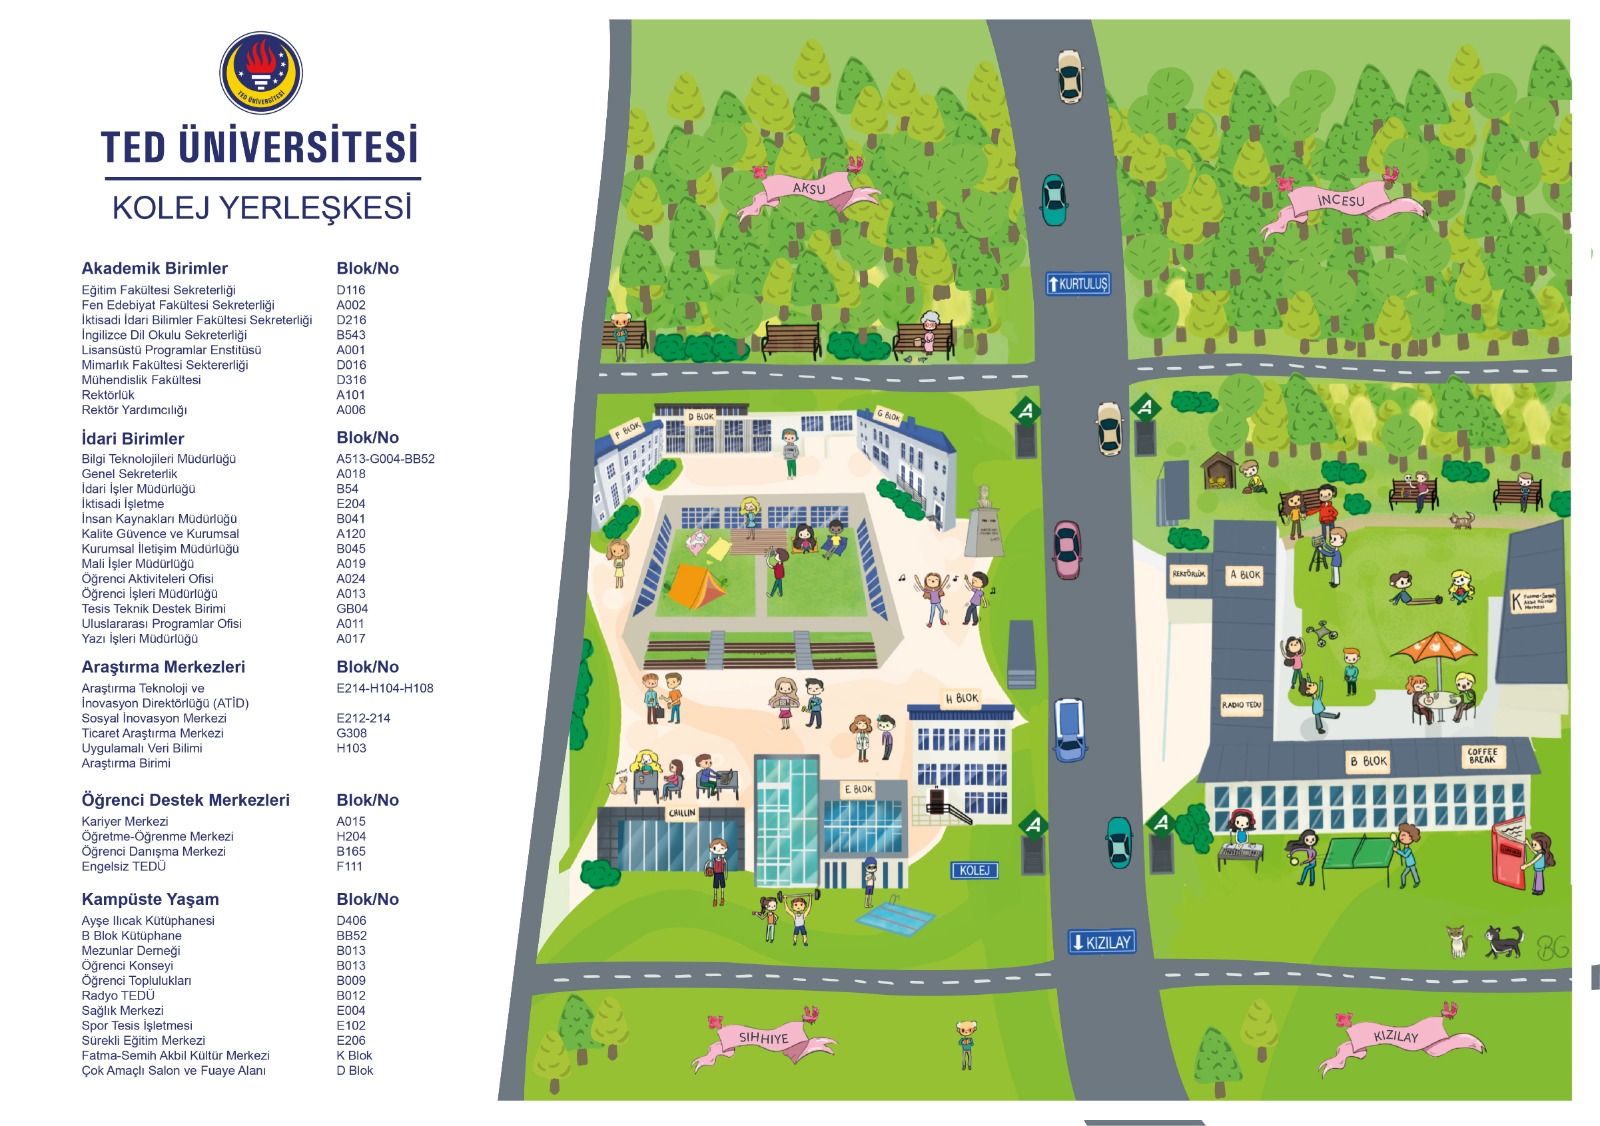 TED ÜNİVERSİTESİ
TED ÜNİVERSİTESİ
KOLEJ YERLEŞKESİ
Akademik Birimler Blok/No
Eğitim Fakültesi Sekreterliği D116
Fen Edebiyat Fakültesi Sekreterliği A002
İktisadi İdari Bilimler Fakültesi Sekreterliği D216
İngilizce Dil Okulu Sekreterliği B543
Lisansüstü Programlar Enstitüsü A001
Mimarlık Fakültesi Sektererliği D016
Mühendislik Fakültesi D316
Rektörlük A101
Rektör Yardımcılığı A006
İdari Birimler Blok/No
Bilgi Teknolojileri Müdürlüğü A513-G004-BB52
Genel Sekreterlik A018
İdari İşler Müdürlüğü B54
İktisadi İşletme E204
İnsan Kaynakları Müdürlüğü B041
Kalite Güvence ve Kurumsal A120
Kurumsal İletişim Müdürlüğü B045
Mali İşler Müdürlüğü A019
Öğrenci Aktiviteleri Ofisi A024
Öğrenci İşleri Müdürlüğü A013
Tesis Teknik Destek Birimi GB04
Uluslararası Programlar Ofisi A011
Yazı İşleri Müdürlüğü A017
Araştırma Merkezleri Blok/No
Araştırma Teknoloji ve E214-H104-H108
İnovasyon Direktörlüğü (ATİD)
Sosyal İnovasyon Merkezi E212-214
Ticaret Araştırma Merkezi G308
Uygulamalı Veri Bilimi H103
Araştırma Birimi
Öğrenci Destek Merkezleri Blok/No
Kariyer Merkezi A015
Öğretme-Öğrenme Merkezi H204
Öğrenci Danışma Merkezi B165
Engelsiz TEDÜ F111
Kampüste Yaşam Blok/No
Ayşe Ilıcak Kütüphanesi D406
B Blok Kütüphane BB52
Mezunlar Derneği B013
Öğrenci Konseyi B013
Öğrenci Toplulukları B009
Radyo TEDÜ B012
Sağlık Merkezi E004
Spor Tesis İşletmesi E102
Sürekli Eğitim Merkezi E206
Fatma-Semih Akbil Kültür Merkezi K Blok
Çok Amaçlı Salon ve Fuaye Alanı D Blok
AKSU
İNCESU
KURTULUŞ
A
A
F BLOK
D BLOK
G BLOK
REKTÖRLÜK
A BLOK
K Fatma-Semih
Akbil Kültür
Merkezi
H BLOK
RADIO TEDU
B BLOK
COFFEE
BREAK
E BLOK
CHILLIN
A
A
KOLEJ
KIZILAY
BG
SIHHIYE
KIZILAY